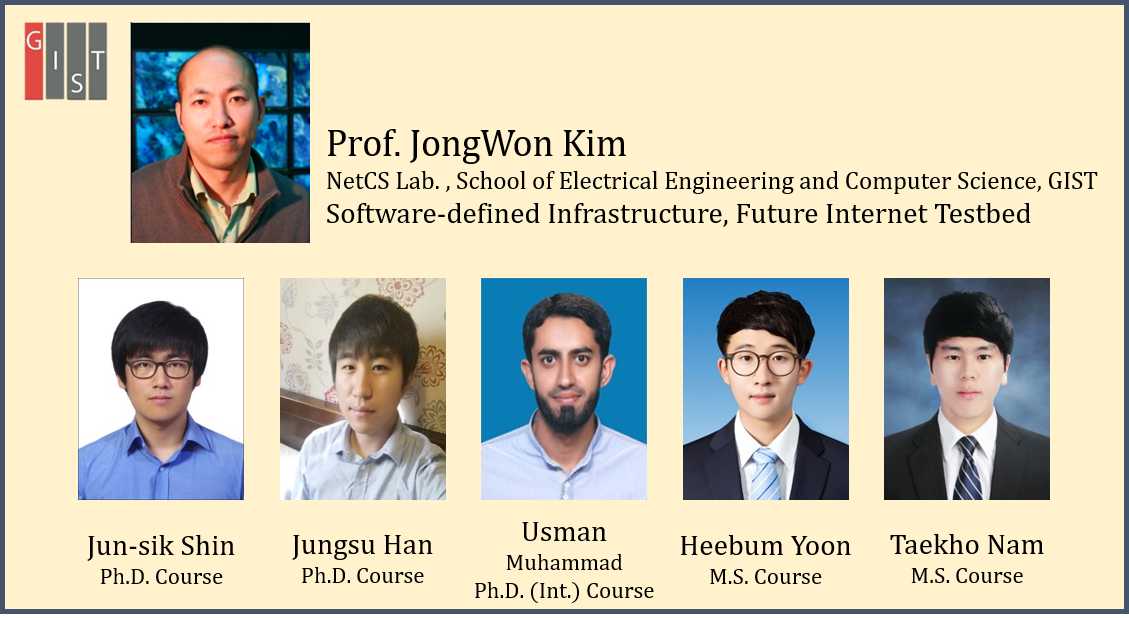 GIST
Prof. JongWon Kim
NetCS Lab. , School of Electrical Engineering and Computer Science, GIST
Software-defined Infrastructure, Future Internet Testbed
Jun-sik Shin
Ph.D. Course
Jungsu Han
Ph.D. Course
Usman
Muhammad
Ph.D. (Int.) Course
Heebum Yoon
M.S. Course
Taekho Nam
M.S. Course